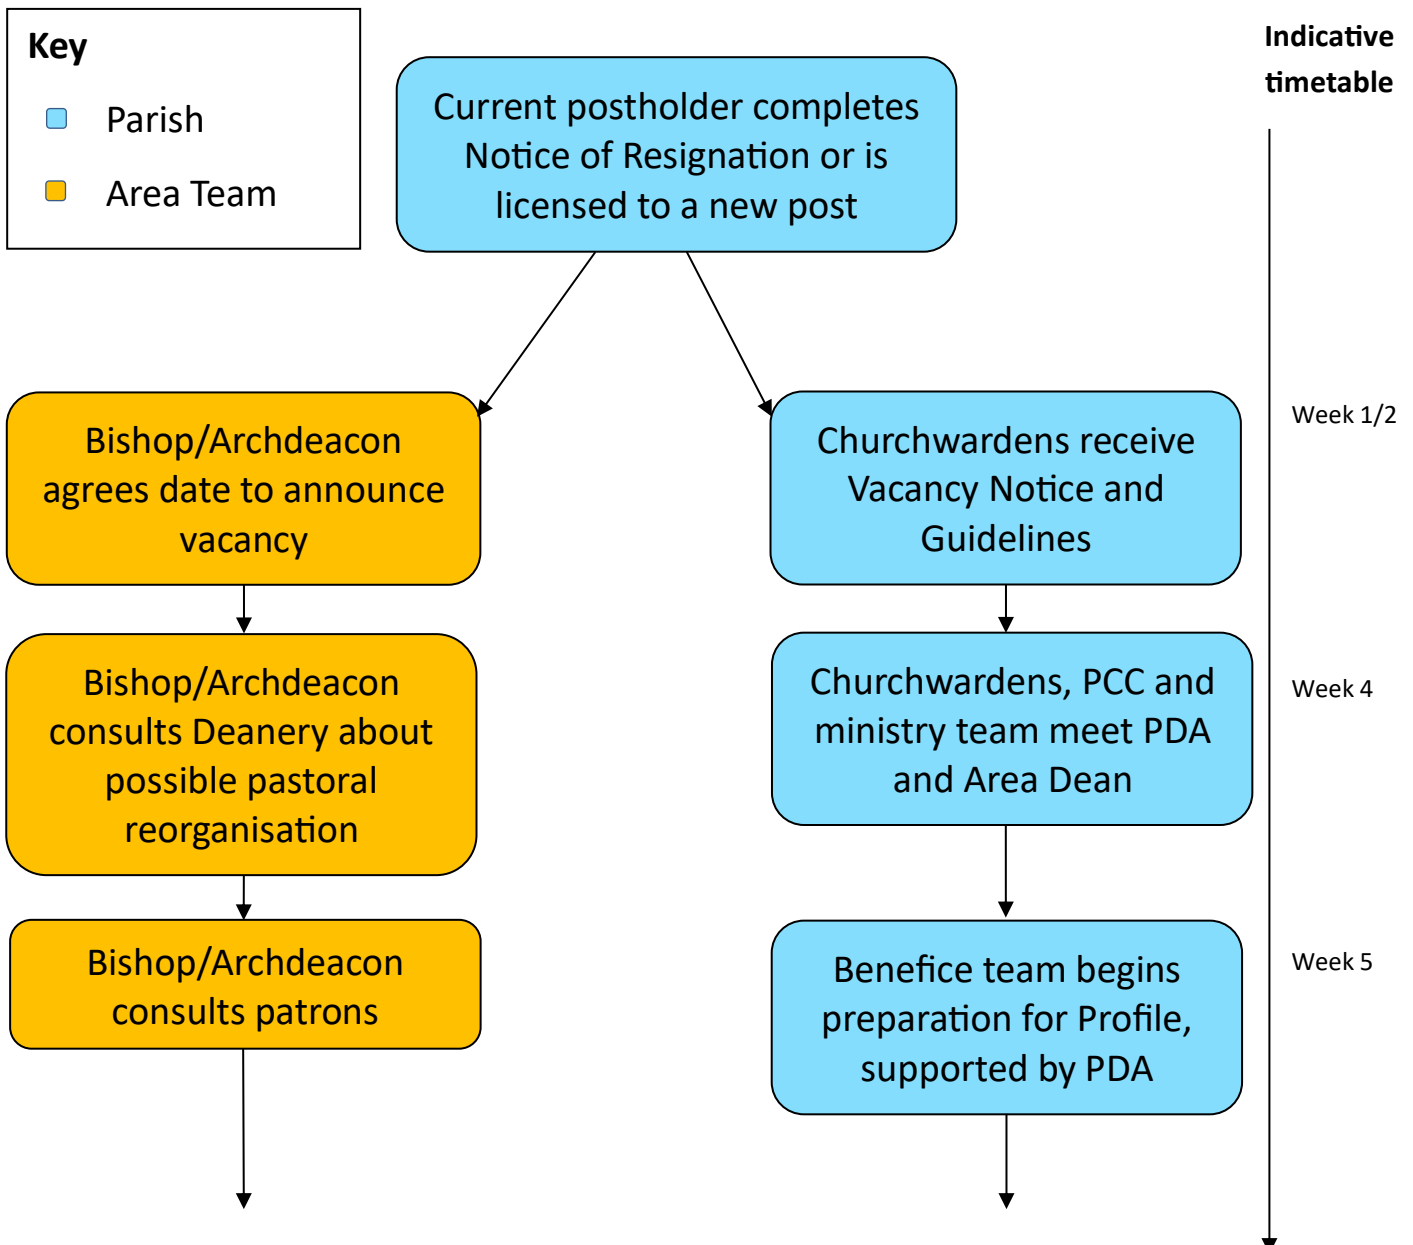 Key
Parish
Area Team
Indicative
timetable
Current postholder completes
Notice of Resignation or is
licensed to a new post
Bishop/Archdeacon
agrees date to announce
vacancy
Churchwardens receive
Vacancy Notice and
Guidelines
Week 1/2
Bishop/Archdeacon
consults Deanery about
possible pastoral
reorganisation
Churchwardens, PCC and
ministry team meet PDA
and Area Dean
Week 4
Bishop/Archdeacon
consults patrons
Benefice team begins
preparation for Profile,
supported by PDA
Week 5